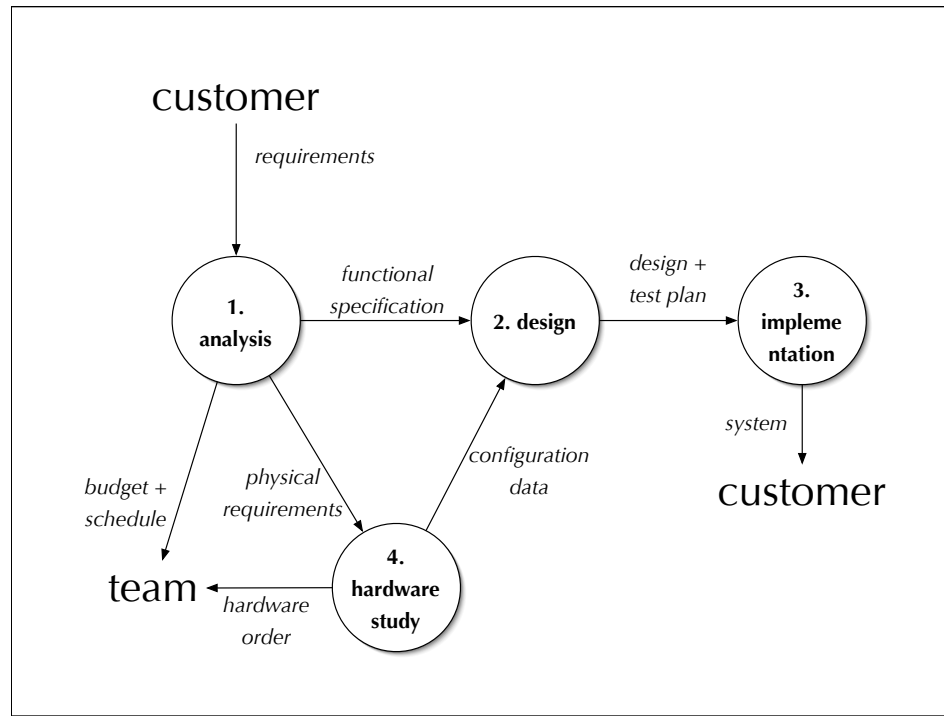 customer
requirements
functional
specification
design +
test plan
1.
analysis
2. design
3.
impleme
ntation
system
customer
configuration
data
physical
requirements
budget +
schedule
team
hardware
order
4.
hardware
study